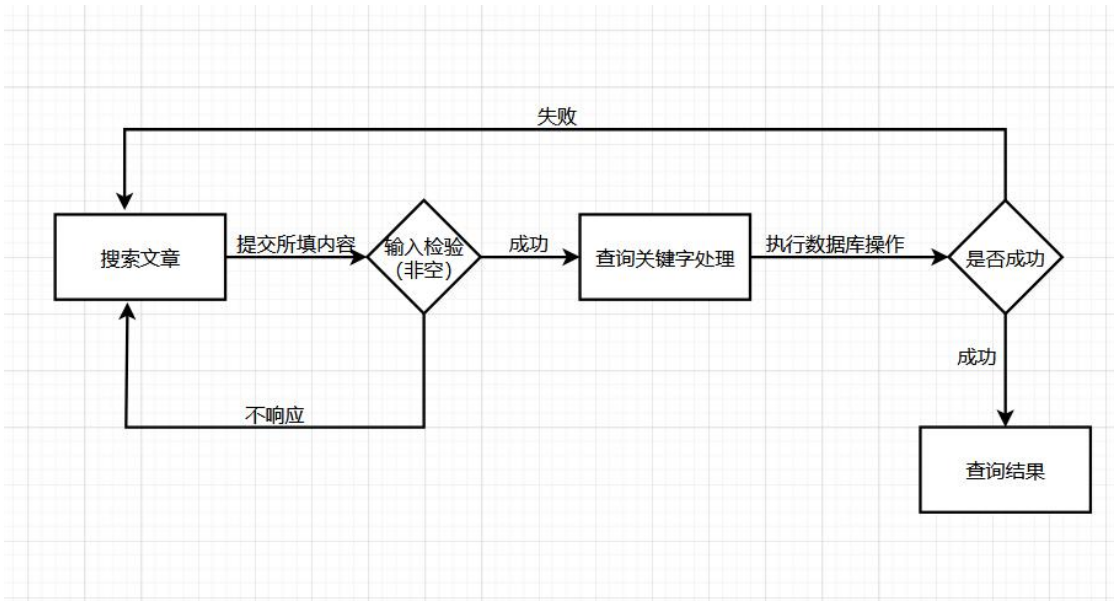 失败
搜索文章
提交所填内容
输入检验
（非空）
成功
查询关键字处理
执行数据库操作
是否成功
成功
不响应
查询结果